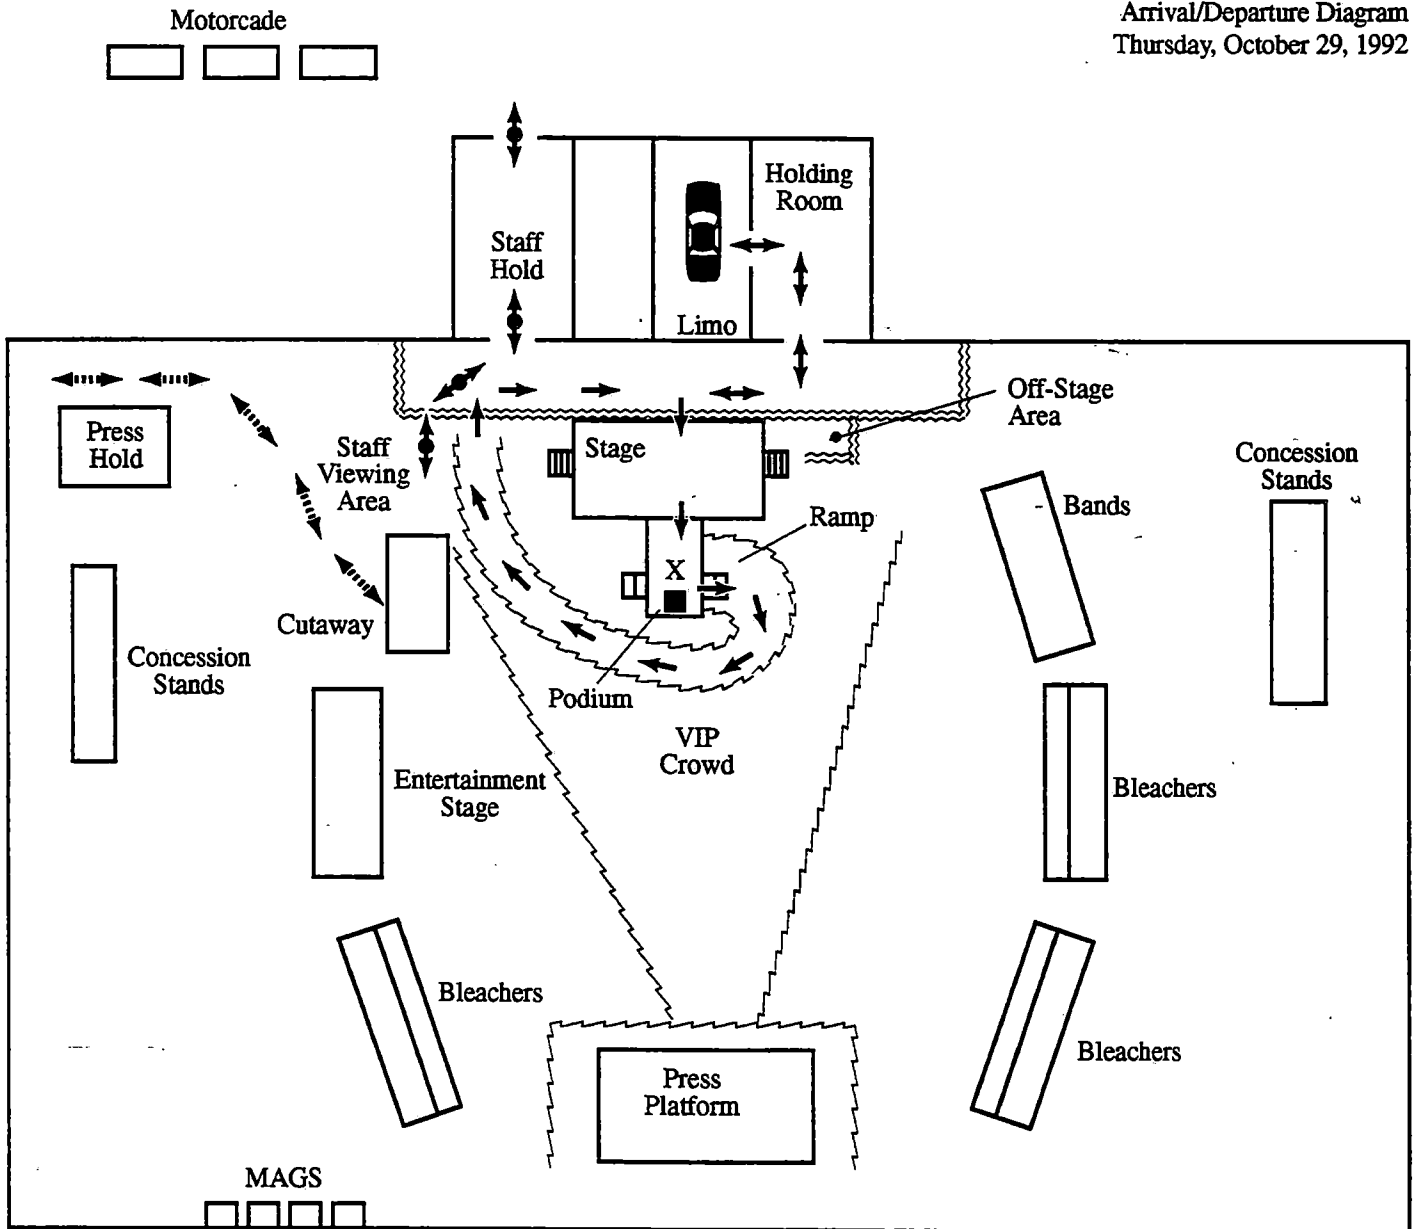 Motorcade
Arrival/Departure Diagram
Thursday, October 29, 1992
Holding
Room
Staff
Hold
Limo
Off-Stage
Area
Press
Hold
Staff
Viewing
Area
Stage
Concession
Stands
Bands
Ramp
X
Cutaway
Concession
Stands
Podium
VIP
Crowd
Entertainment
Stage
Bleachers
Bleachers
Bleachers
Press
Platform
MAGS